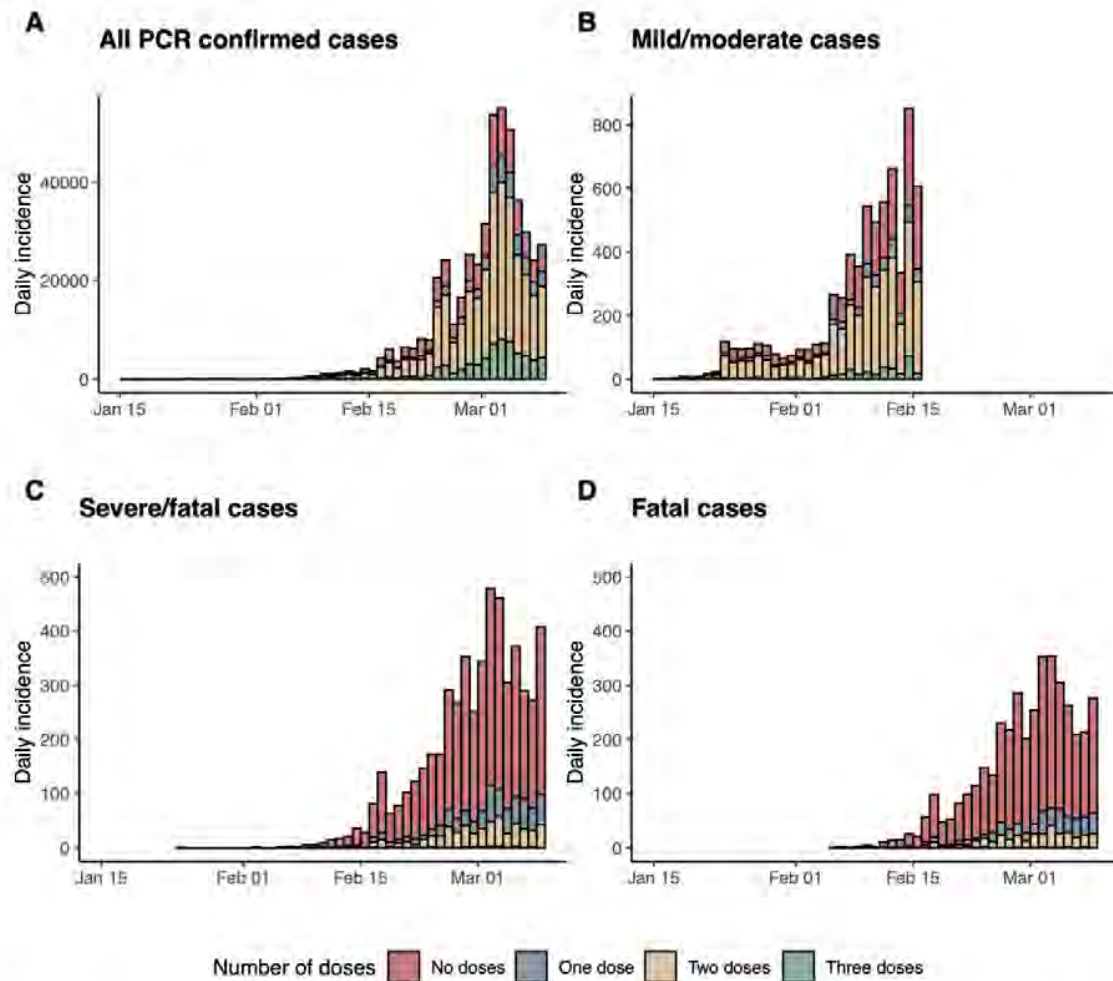 A
All PCR confirmed cases
Daily incidence
40000
20000
0
Jan 15
Feb 01
Feb 15
Mar 01
B
Mild/moderate cases
Daily incidence
800
600
400
200
0
Jan 15
Feb 01
Feb 15
Mar 01
C
Severe/fatal cases
Daily incidence
500
400
300
200
100
0
Jan 15
Feb 01
Feb 15
Mar 01
D
Fatal cases
Daily incidence
500
400
300
200
100
0
Jan 15
Feb 01
Feb 15
Mar 01
Number of doses No doses One dose Two doses Three doses